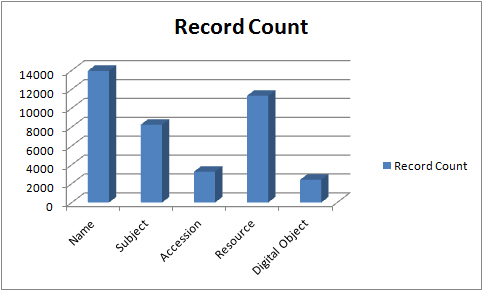 Record Count
14000
12000
10000
8000
6000
4000
2000
0
Name
Subject
Accession
Resource
Digital Object
Record Count